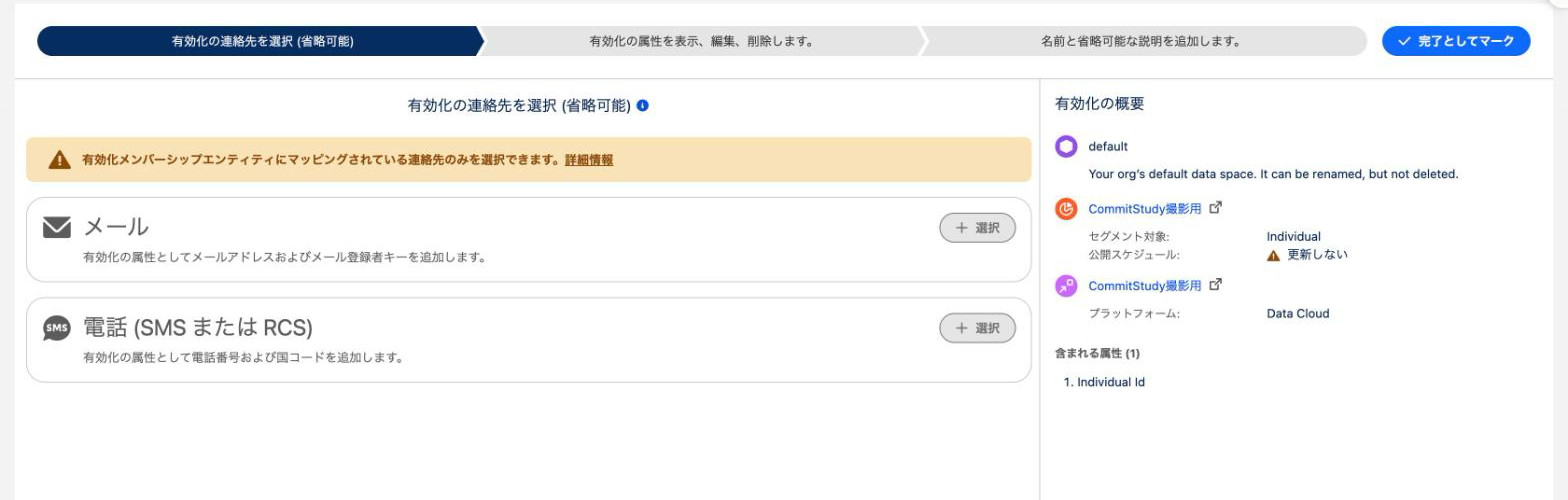 有効化の連絡先を選択 (省略可能)
有効化の属性を表示、編集、削除します。
名前と省略可能な説明を追加します。
完了としてマーク
有効化の連絡先を選択 (省略可能)
有効化メンバーシップエンティティにマッピングされている連絡先のみを選択できます。詳細情報
メール
選択
有効化の属性としてメールアドレスおよびメール登録者キーを追加します。
SMS
電話 (SMS または RCS)
選択
有効化の属性として電話番号および国コードを追加します。
有効化の概要
default
Your org's default data space. It can be renamed, but not deleted.
CommitStudy撮影用
セグメント対象: Individual
公開スケジュール: 更新しない
CommitStudy撮影用
プラットフォーム: Data Cloud
含まれる属性 (1)
1. Individual Id